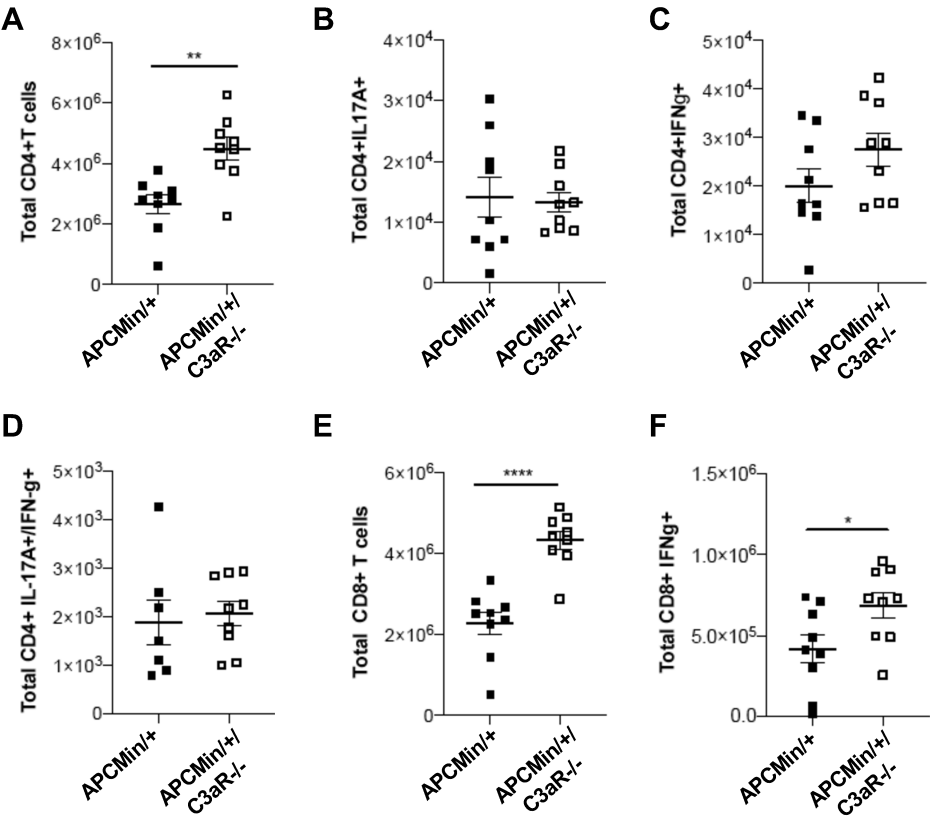 A
Total CD4+T cells
8×10⁶
6×10⁶
4×10⁶
2×10⁶
0
**
APCMin/+
APCMin/+/
C3aR-/-
B
Total CD4+IL17A+
4×10⁴
3×10⁴
2×10⁴
1×10⁴
0
APCMin/+
APCMin/+/
C3aR-/-
C
Total CD4+IFNg+
5×10⁴
4×10⁴
3×10⁴
2×10⁴
1×10⁴
0
APCMin/+
APCMin/+/
C3aR-/-
D
Total CD4+ IL-17A+/IFN-g+
5×10³
4×10³
3×10³
2×10³
1×10³
0
APCMin/+
APCMin/+/
C3aR-/-
E
Total CD8+ T cells
6×10⁶
4×10⁶
2×10⁶
0
****
APCMin/+
APCMin/+/
C3aR-/-
F
Total CD8+ IFNg+
1.5×10⁶
1.0×10⁶
5.0×10⁵
0.0
*
APCMin/+
APCMin/+/
C3aR-/-